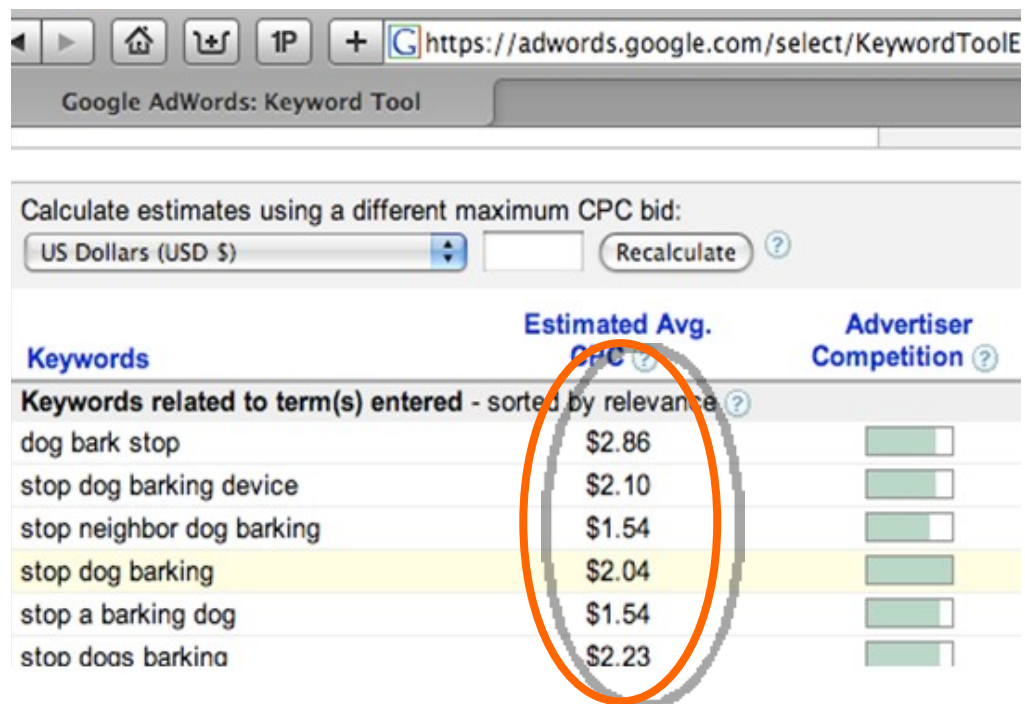 1P + G https://adwords.google.com/select/KeywordToolE
Google AdWords: Keyword Tool
Calculate estimates using a different maximum CPC bid:
US Dollars (USD $) Recalculate ?
Keywords Estimated Avg. CPC ? Advertiser Competition ?
Keywords related to term(s) entered - sorted by relevance ?
dog bark stop $2.86
stop dog barking device $2.10
stop neighbor dog barking $1.54
stop dog barking $2.04
stop a barking dog $1.54
stop dogs barking $2.23